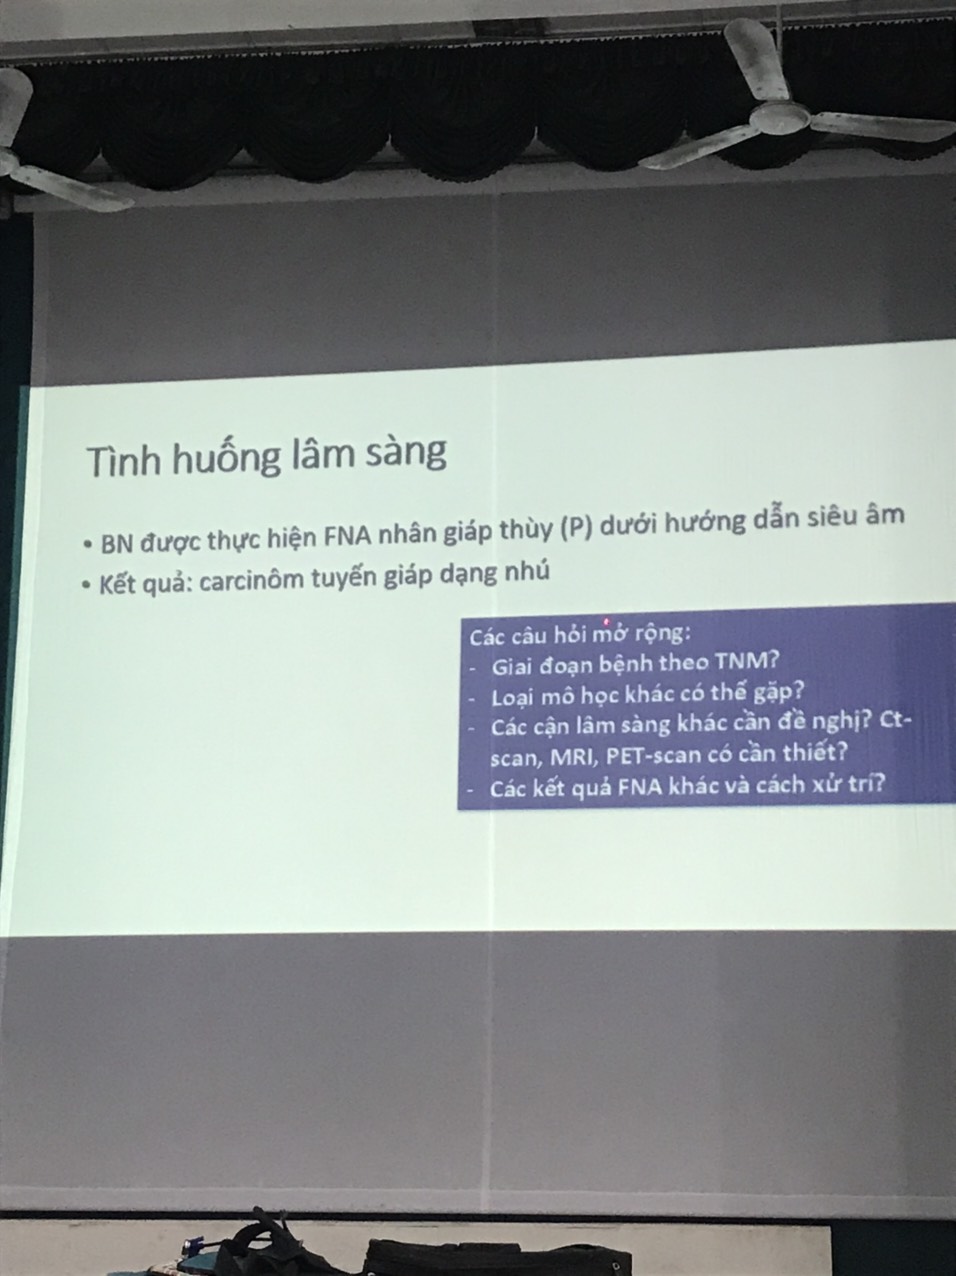 Tình huống lâm sàng
• BN được thực hiện FNA nhân giáp thùy (P) dưới hướng dẫn siêu âm
• Kết quả: carcinôm tuyến giáp dạng nhú
Các câu hỏi mở rộng:
- Giai đoạn bệnh theo TNM?
- Loại mô học khác có thể gặp?
- Các cận lâm sàng khác cần đề nghị? Ct-
scan, MRI, PET-scan có cần thiết?
- Các kết quả FNA khác và cách xử trí?